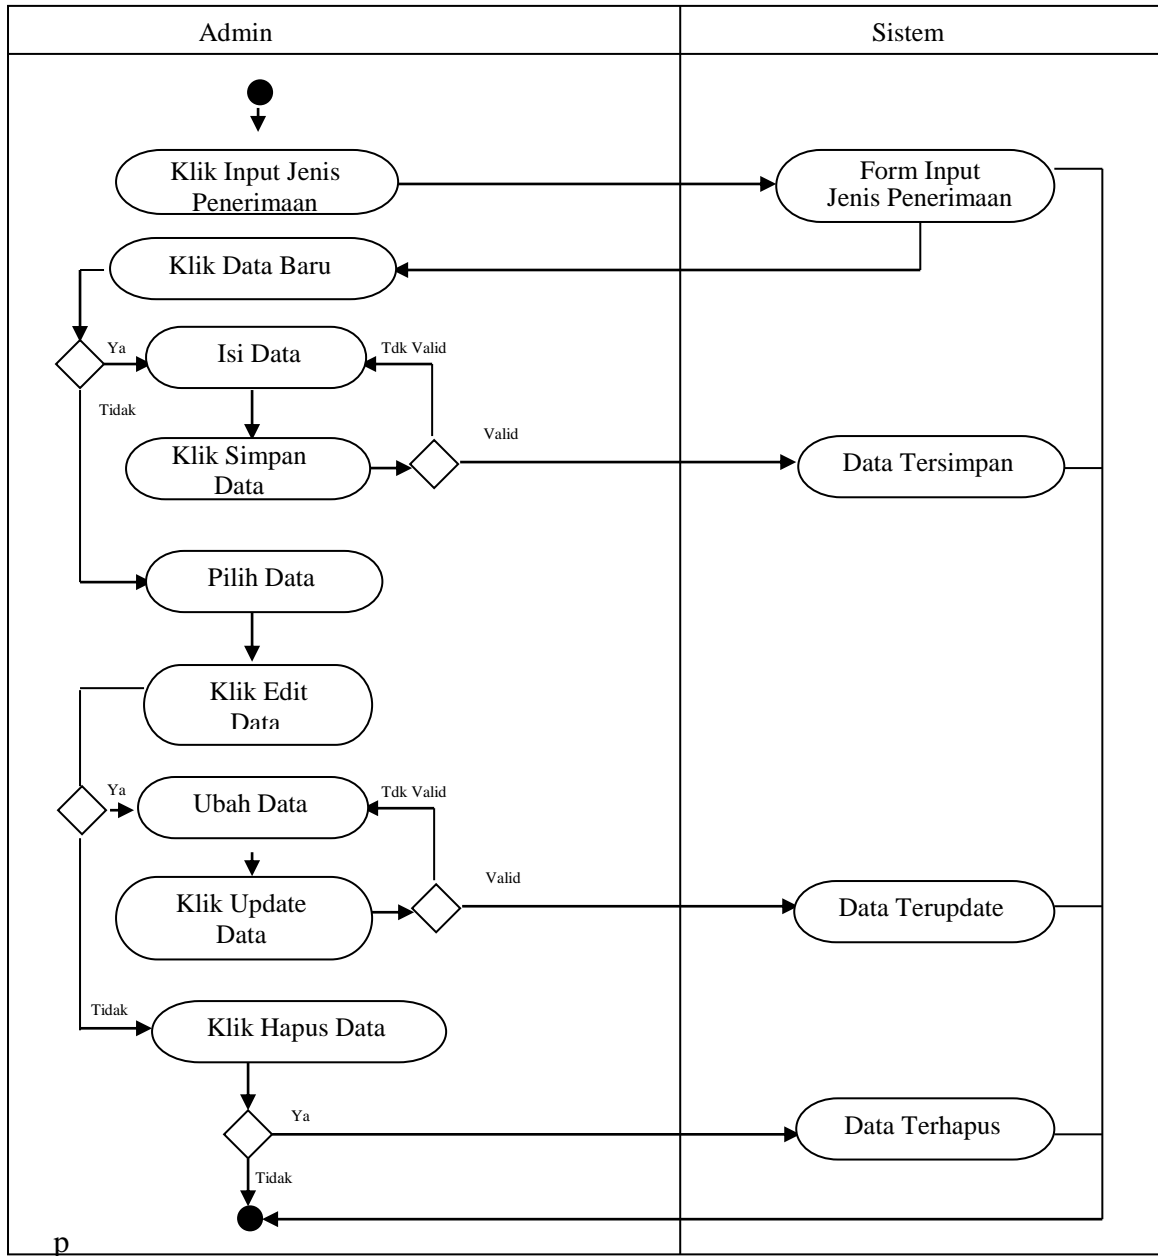 Admin
Sistem
Klik Input Jenis
Penerimaan
Form Input
Jenis Penerimaan
Klik Data Baru
Ya
Isi Data
Tdk Valid
Tidak
Klik Simpan
Data
Valid
Data Tersimpan
Pilih Data
Klik Edit
Data
Ya
Ubah Data
Tdk Valid
Klik Update
Data
Valid
Data Terupdate
Tidak
Klik Hapus Data
Ya
Data Terhapus
Tidak
p